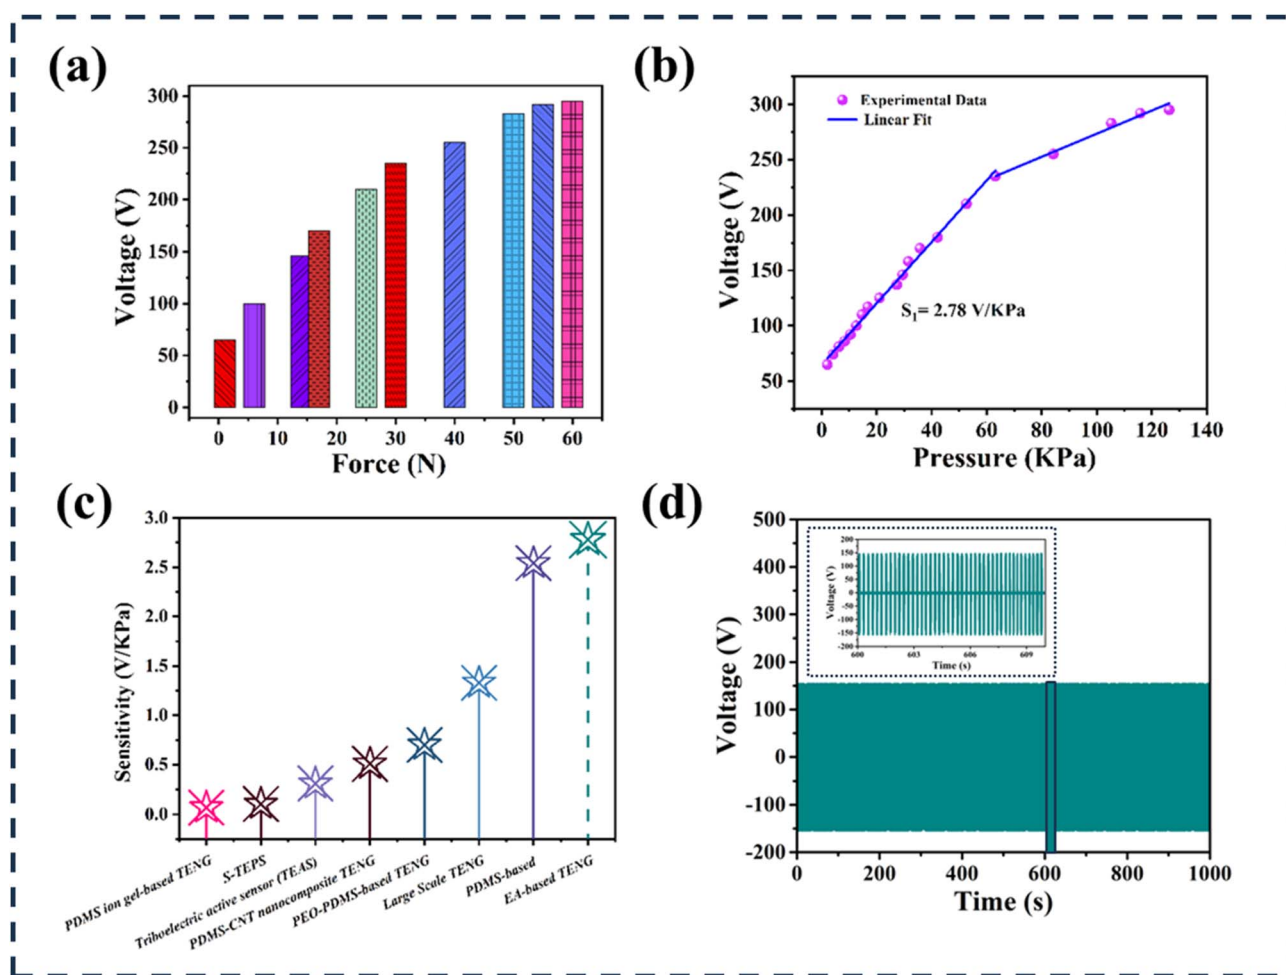 (a)
Voltage (V)
300
250
200
150
100
50
0
0 10 20 30 40 50 60
Force (N)
(b)
Voltage (V)
300
250
200
150
100
50
Experimental Data
Linear Fit
S1= 2.78 V/KPa
0 20 40 60 80 100 120 140
Pressure (KPa)
(c)
Sensitivity (V/KPa)
3.0
2.5
2.0
1.5
1.0
0.5
0.0
PDMS ion gel-based TENG
S-TEPS
Triboelectric active sensor (TEAS)
PDMS-CNT nanocomposite TENG
PEO-PDMS-based TENG
Large Scale TENG
PDMS-based
EA-based TENG
(d)
Voltage (V)
500
400
300
200
100
0
-100
-200
Voltage (V)
200
150
100
50
0
-50
-100
-150
-200
600 603 606 609
Time (s)
0 200 400 600 800 1000
Time (s)